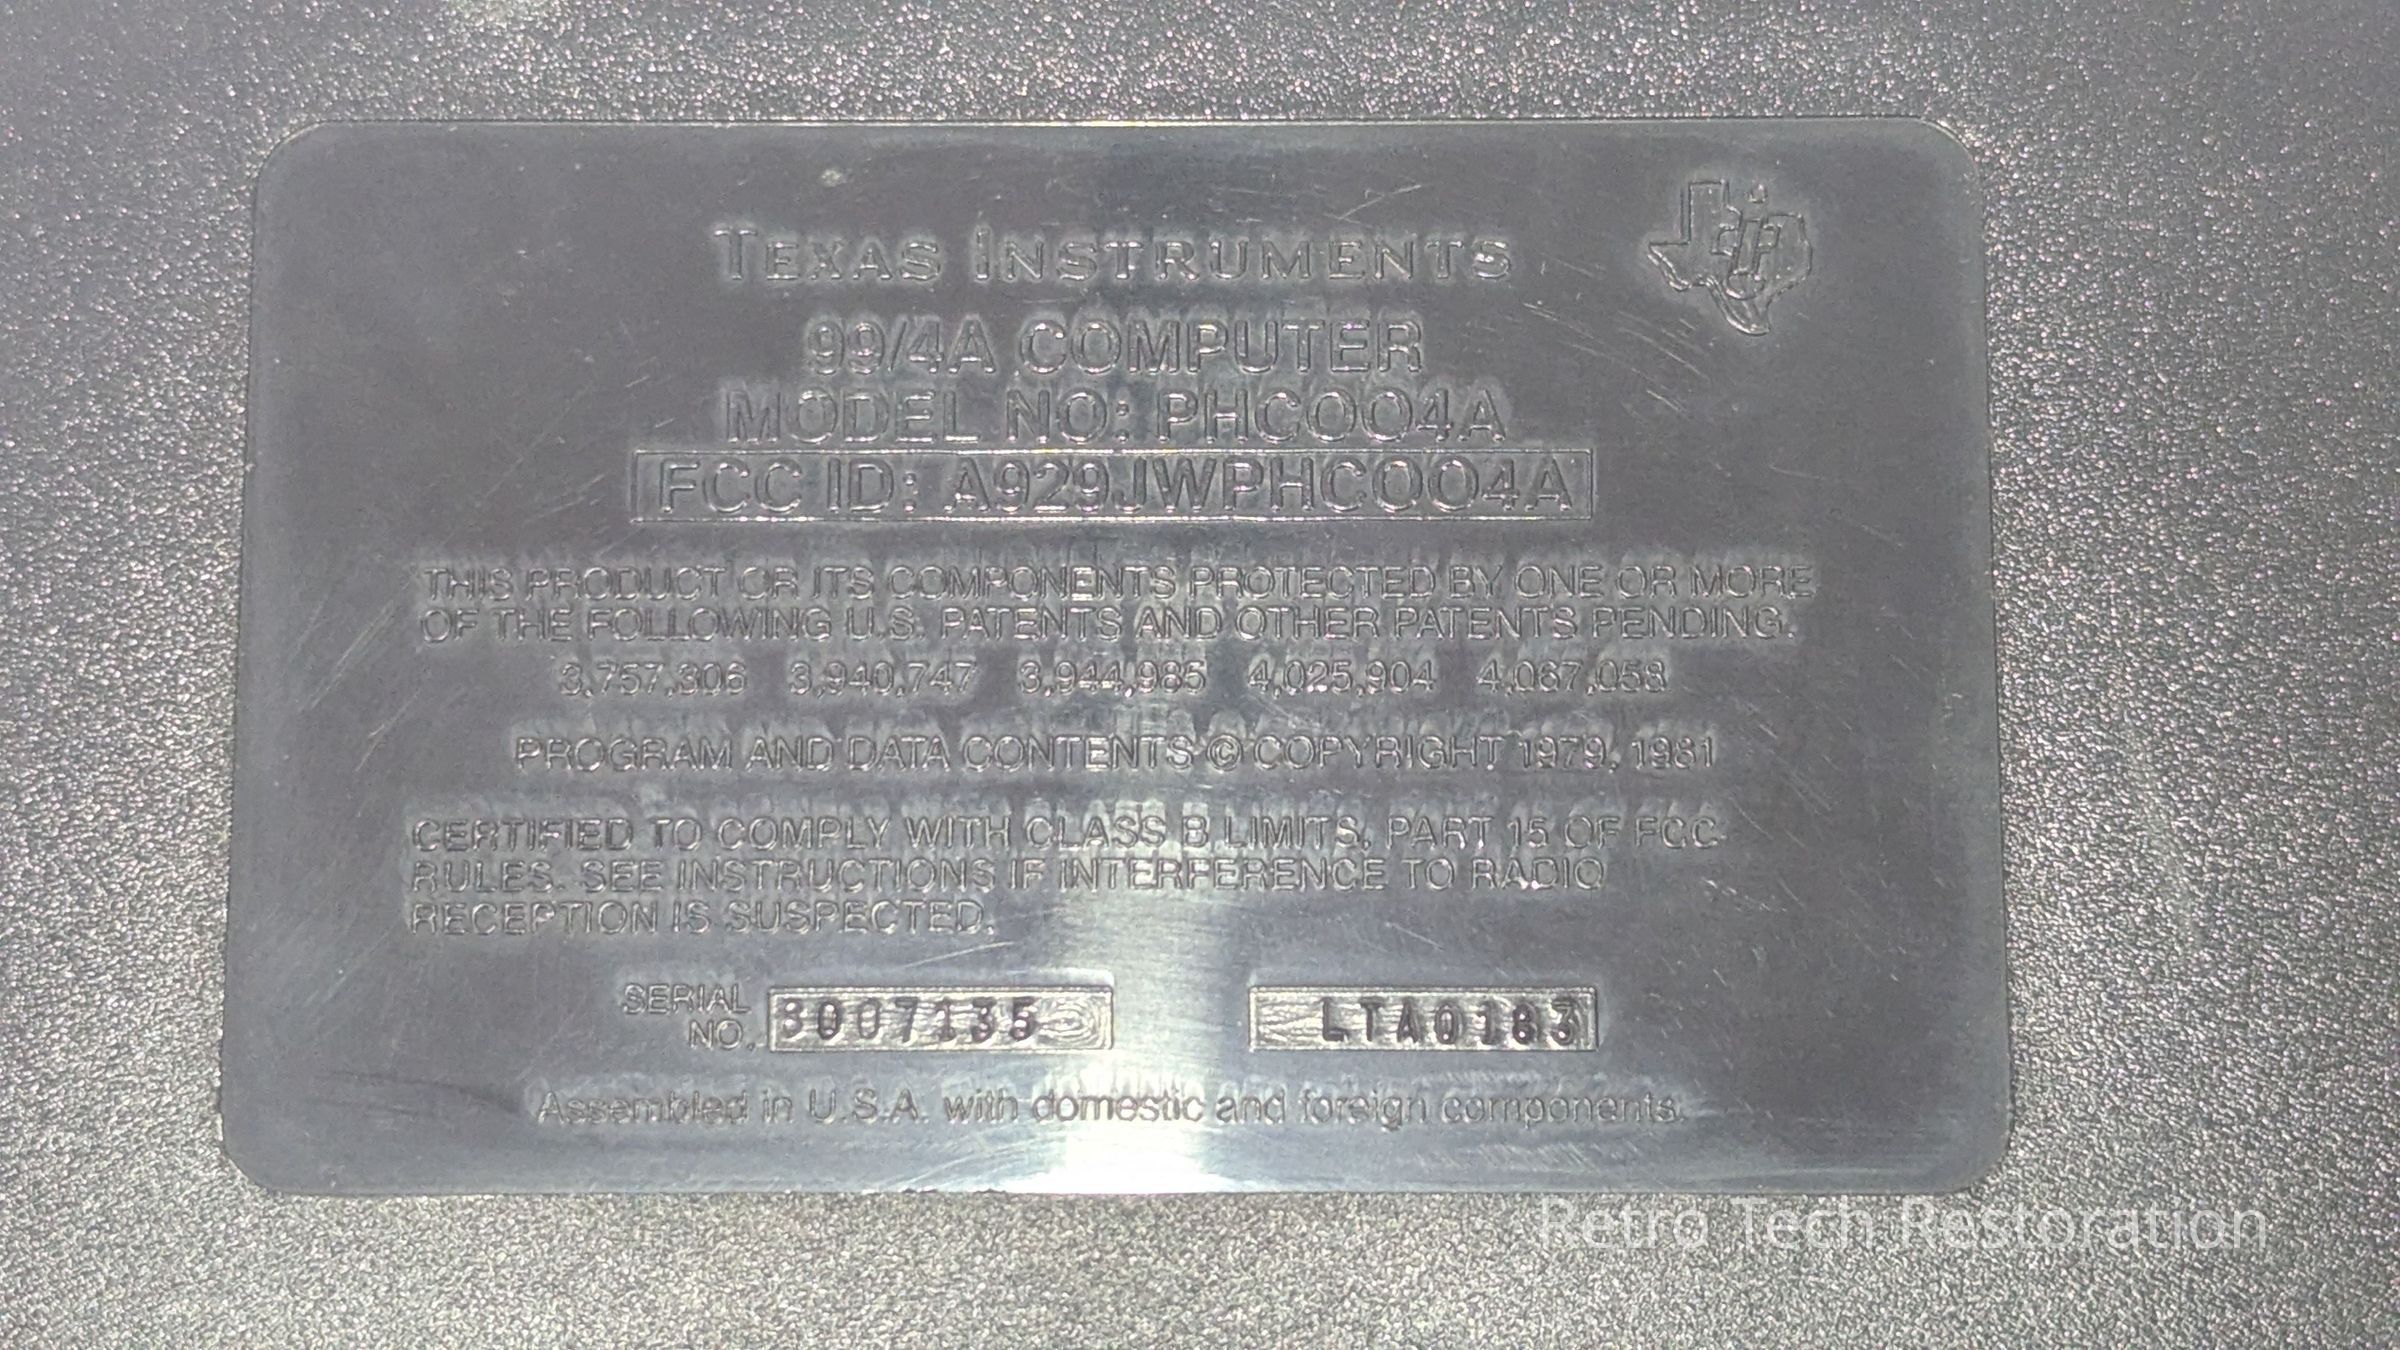 TEXAS INSTRUMENTS
99/4A COMPUTER
MODEL NO: PHC004A
FCC ID: A929JWPHC004A
THIS PRODUCT OR ITS COMPONENTS PROTECTED BY ONE OR MORE
OF THE FOLLOWING U.S. PATENTS AND OTHER PATENTS PENDING.
3,757,306 3,940,747 3,944,985 4,025,904 4,067,058
PROGRAM AND DATA CONTENTS © COPYRIGHT 1979, 1981
CERTIFIED TO COMPLY WITH CLASS B LIMITS, PART 15 OF FCC
RULES. SEE INSTRUCTIONS IF INTERFERENCE TO RADIO
RECEPTION IS SUSPECTED.
SERIAL
NO.
LTA0183
Assembled in U.S.A. with domestic and foreign components.
Retro Tech Restoration